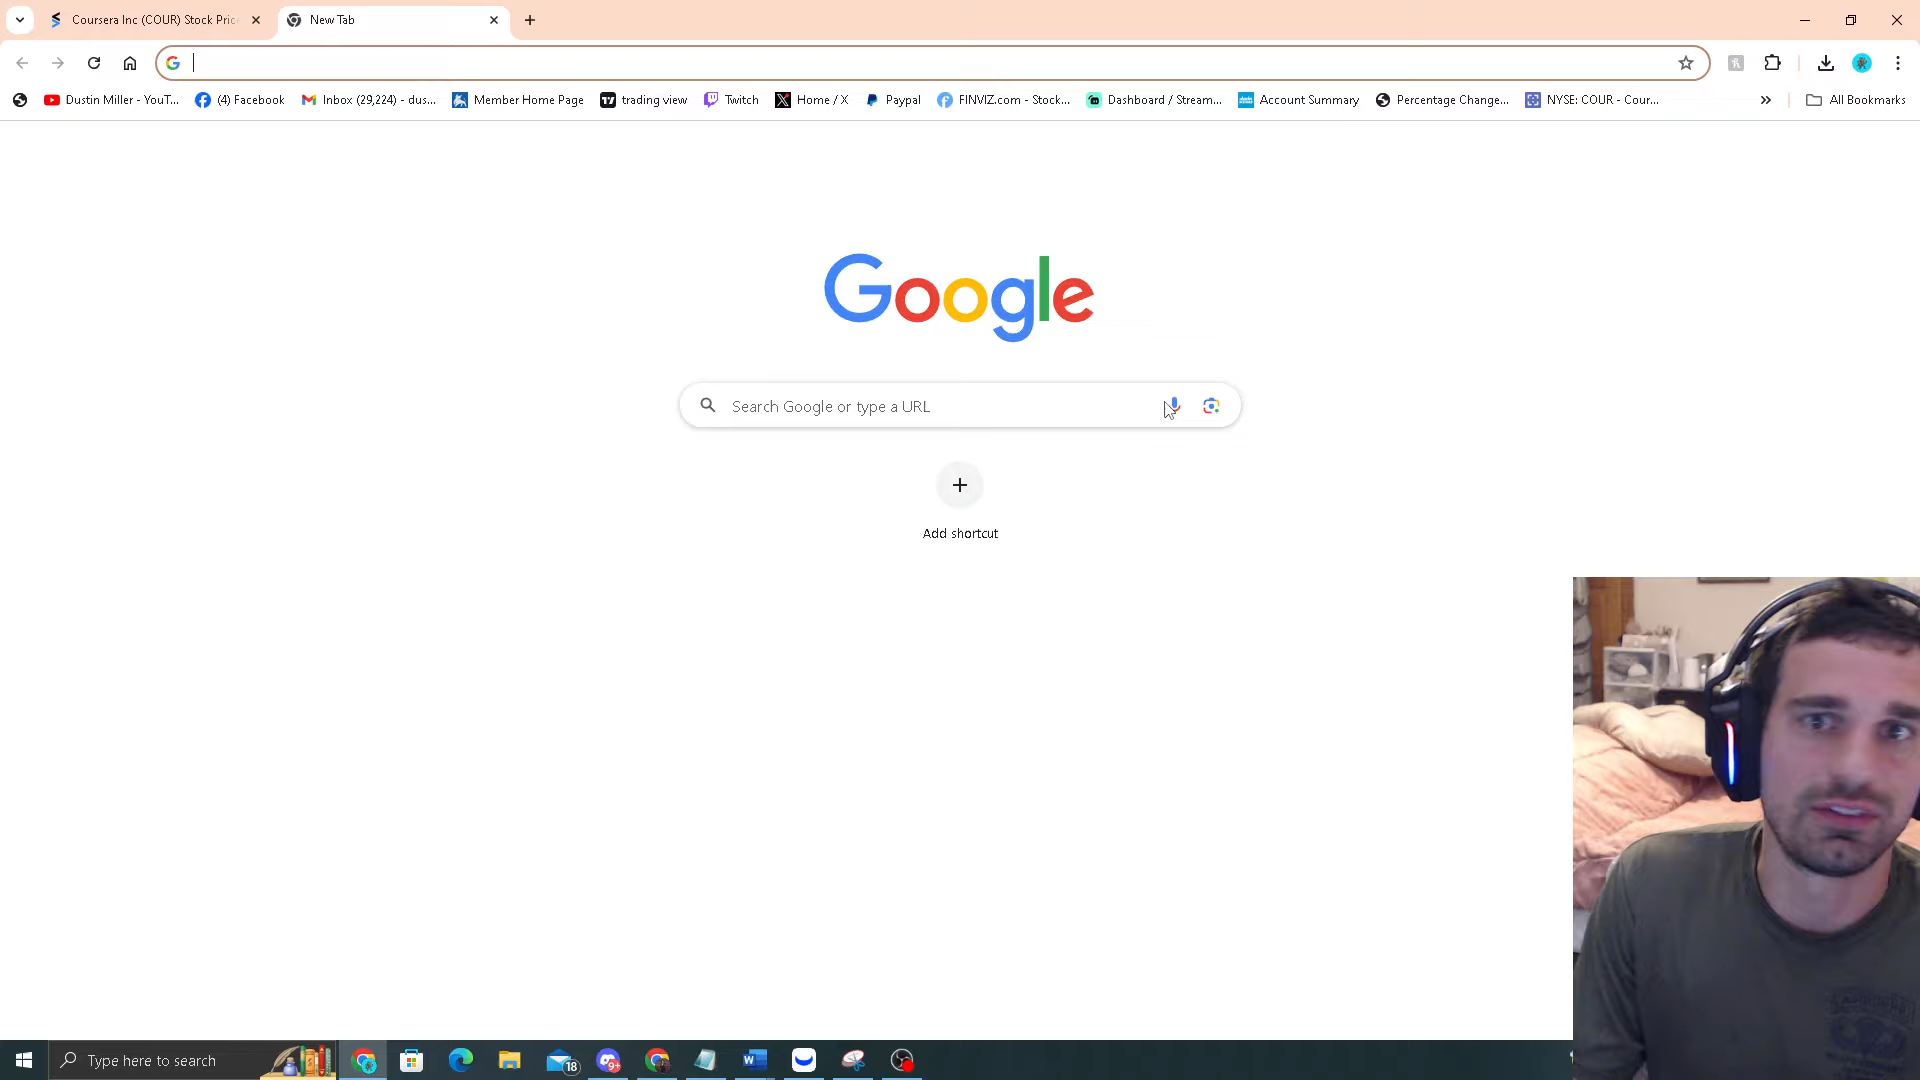 Coursera Inc (COUR) Stock Pric
New Tab
Dustin Miller - YouT...
(4) Facebook
Inbox (29,224) - dus...
Member Home Page
trading view
Twitch
Home / X
Paypal
FINVIZ.com - Stock...
Dashboard / Stream...
Account Summary
Percentage Change...
NYSE: COUR - Cour...
All Bookmarks
Google
Search Google or type a URL
Add shortcut
Type here to search
18
9+